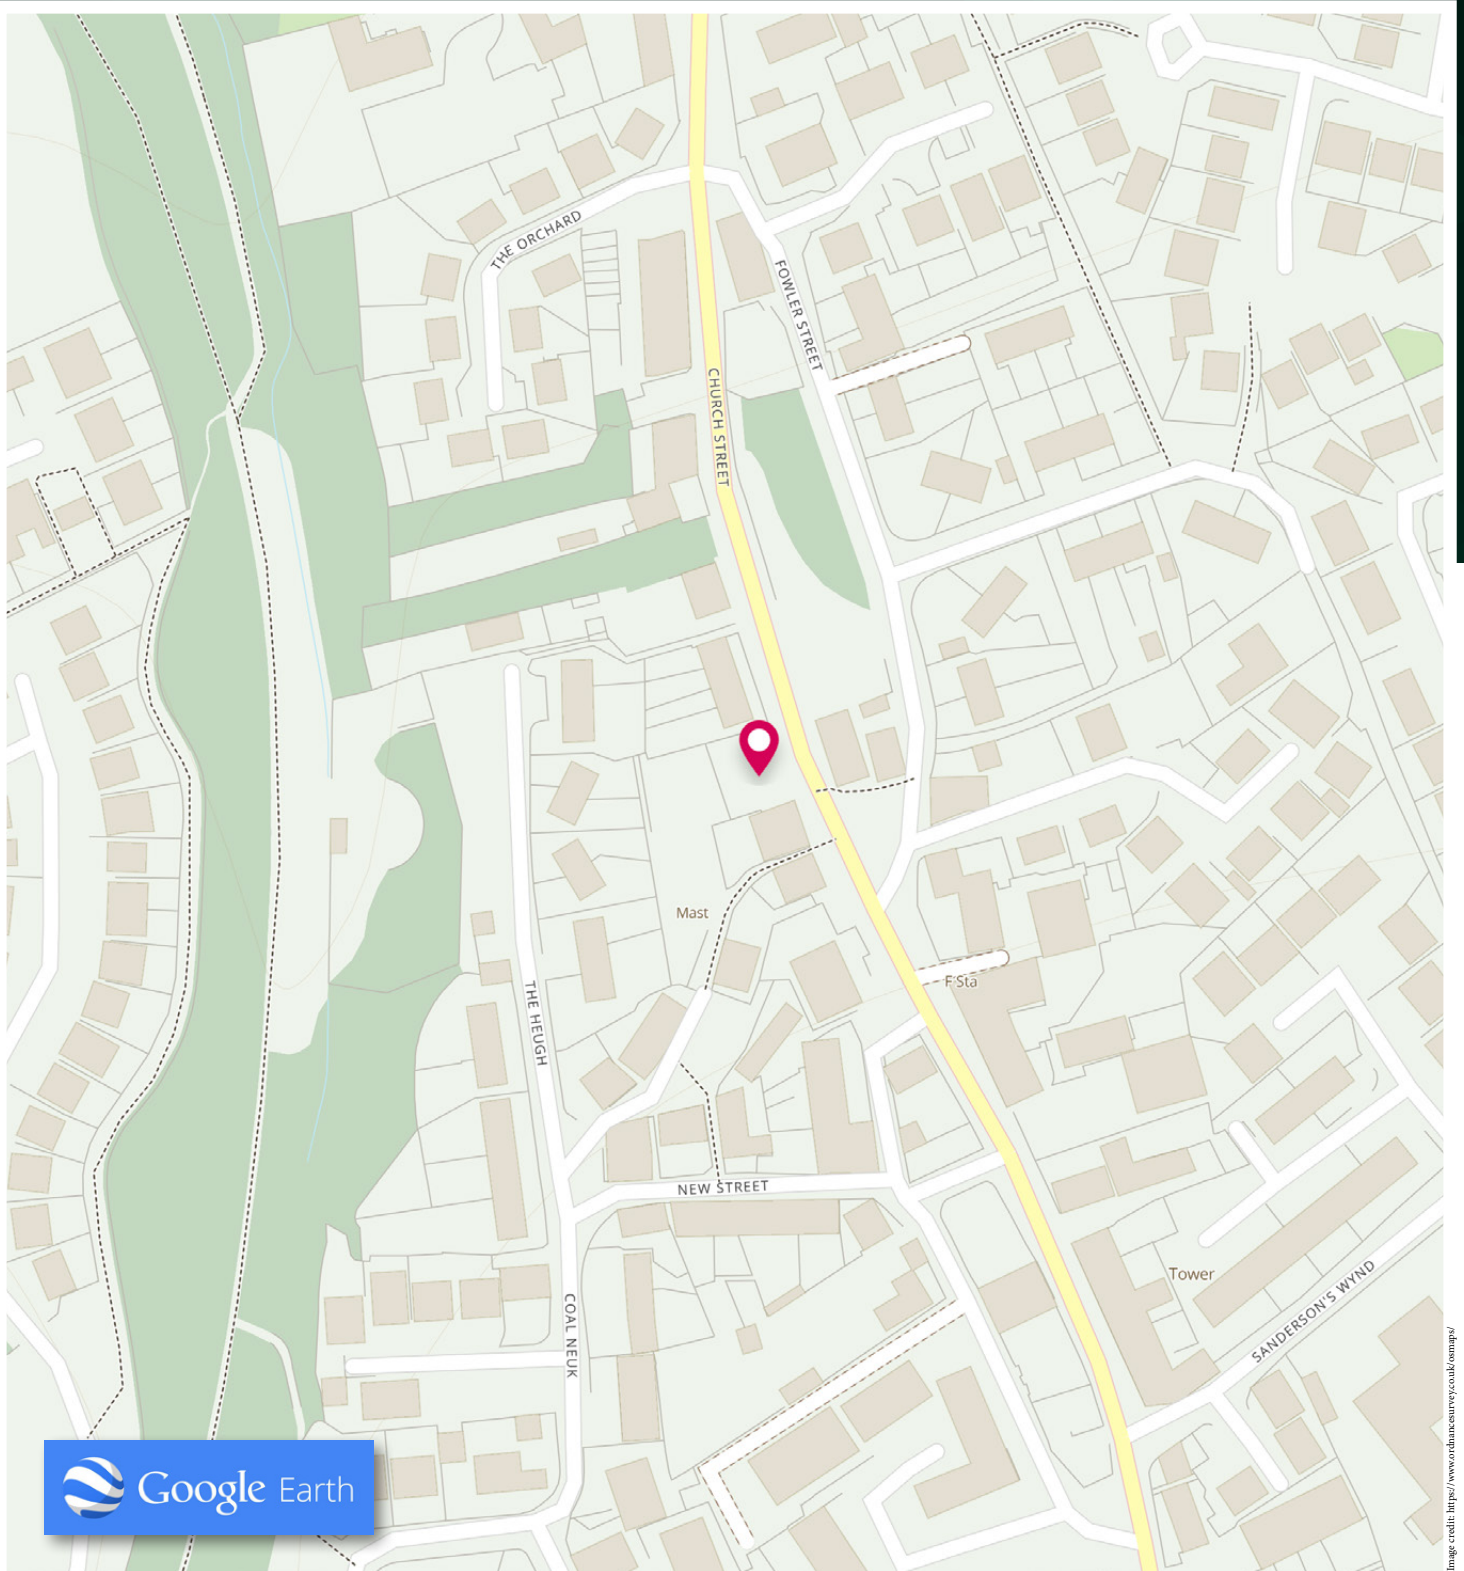 THE ORCHARD
FOWLER STREET
CHURCH STREET
Mast
F Sta
THE HEUGH
NEW STREET
Tower
SANDERSON'S WYND
COAL NEUK
Google Earth
Image credit: https://www.ordnancesurvey.co.uk/osmaps/